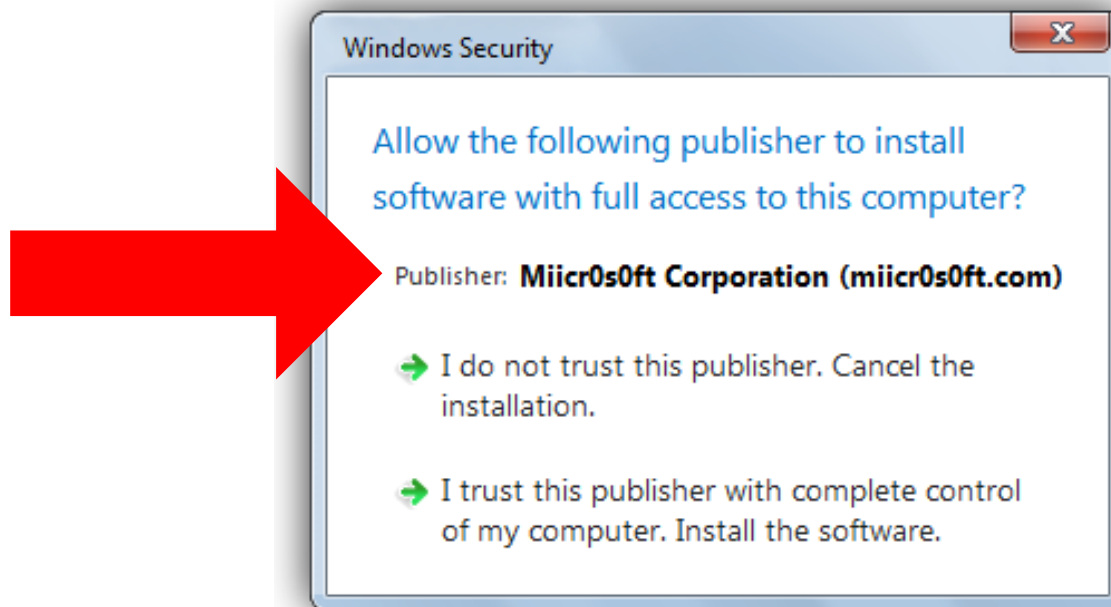 Windows Security
Allow the following publisher to install
software with full access to this computer?
Publisher: Miicr0s0ft Corporation (miicr0s0ft.com)
I do not trust this publisher. Cancel the
installation.
I trust this publisher with complete control
of my computer. Install the software.